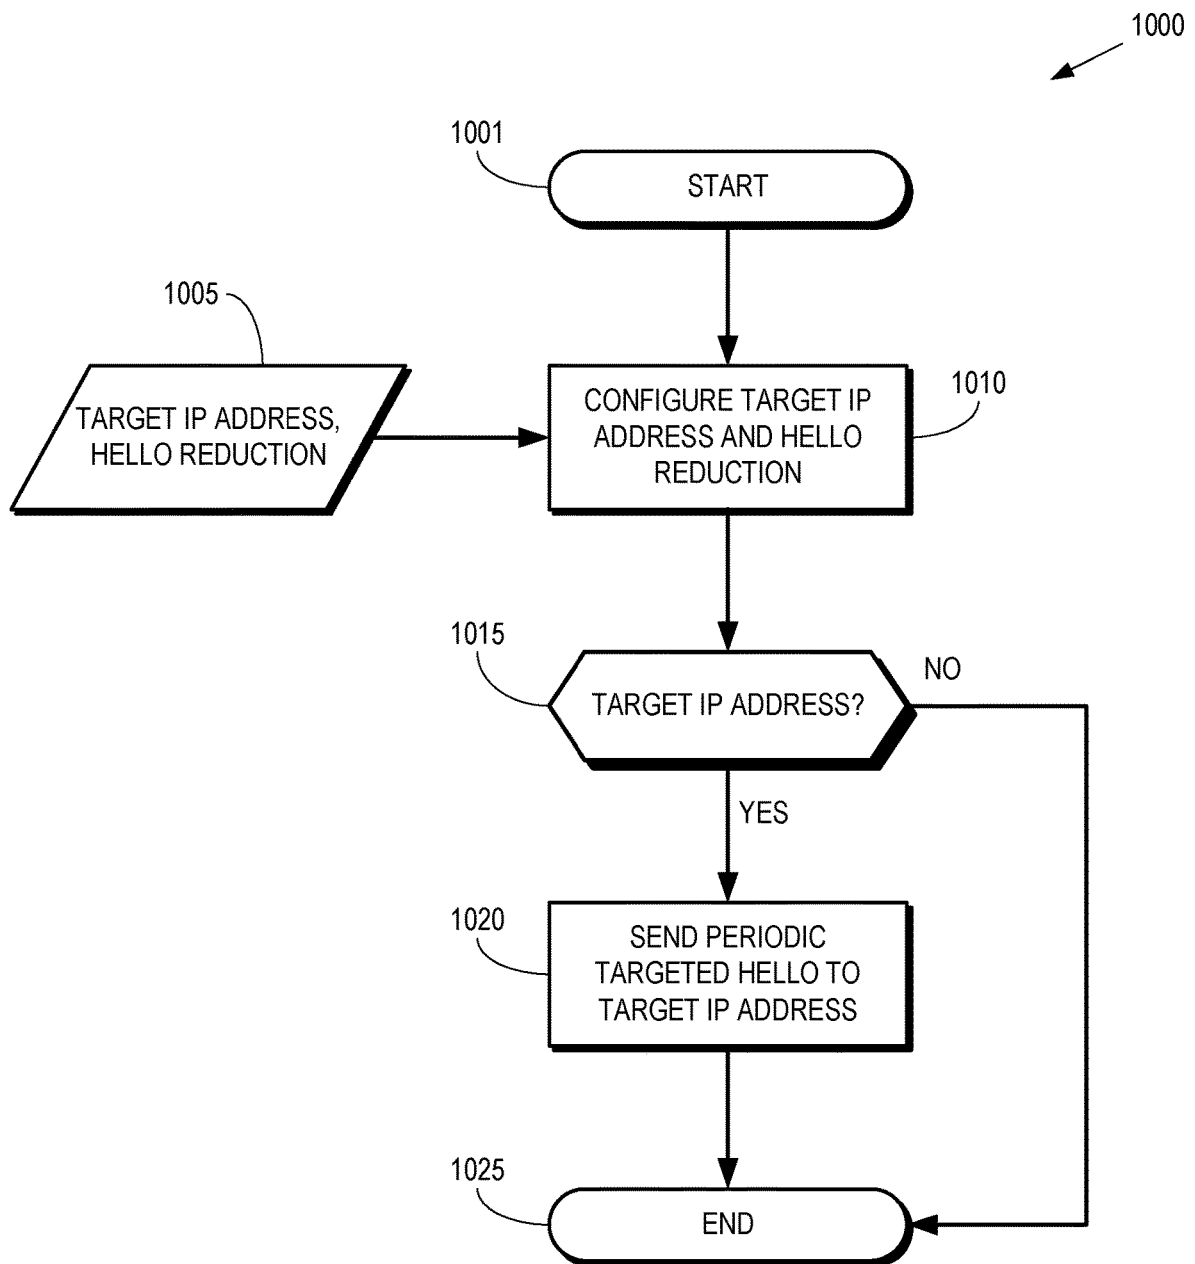 1000
1001
START
1005
TARGET IP ADDRESS,
HELLO REDUCTION
CONFIGURE TARGET IP
ADDRESS AND HELLO
REDUCTION
1010
1015
TARGET IP ADDRESS?
NO
YES
1020
SEND PERIODIC
TARGETED HELLO TO
TARGET IP ADDRESS
1025
END